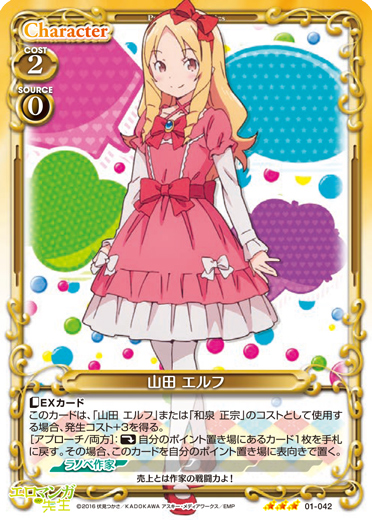 Character
COST
2
SOURCE
0
山田 エルフ
EXカード
このカードは、「山田 エルフ」または「和泉 正宗」のコストとして使用す
る場合、発生コスト+3を得る。
[アプローチ/両方]: 自分のポイント置き場にあるカード1枚を手札
に戻す。その場合、このカードを自分のポイント置き場に表向きで置く。
ラノベ作家
売上とは作家の戦闘力よ!
エロマンガ先生
©2016 伏見つかさ/KADOKAWA アスキー・メディアワークス/EMP
01-042